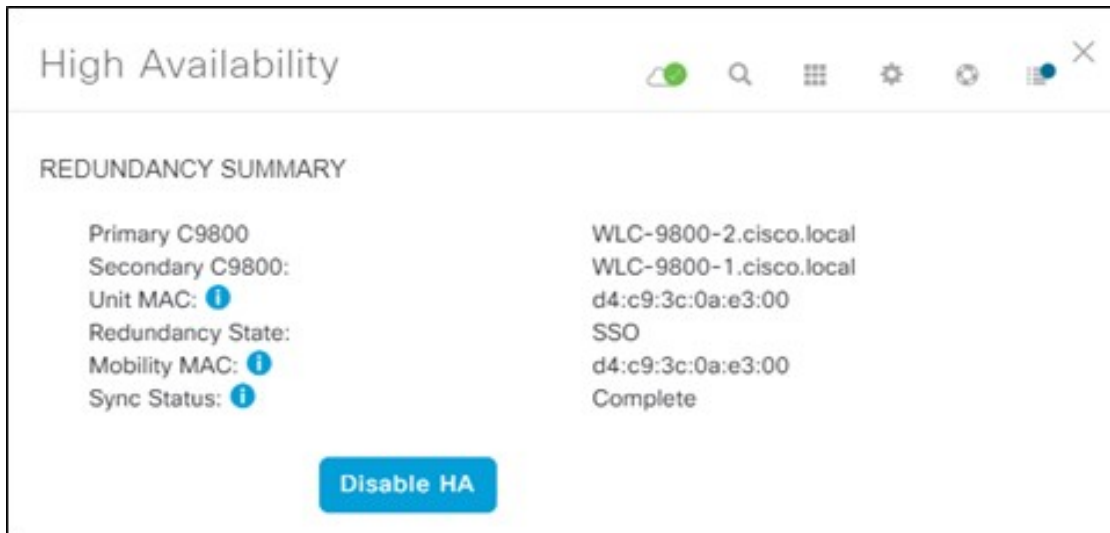 High Availability
REDUNDANCY SUMMARY
Primary C9800 WLC-9800-2.cisco.local
Secondary C9800: WLC-9800-1.cisco.local
Unit MAC: d4:c9:3c:0a:e3:00
Redundancy State: SSO
Mobility MAC: d4:c9:3c:0a:e3:00
Sync Status: Complete
Disable HA